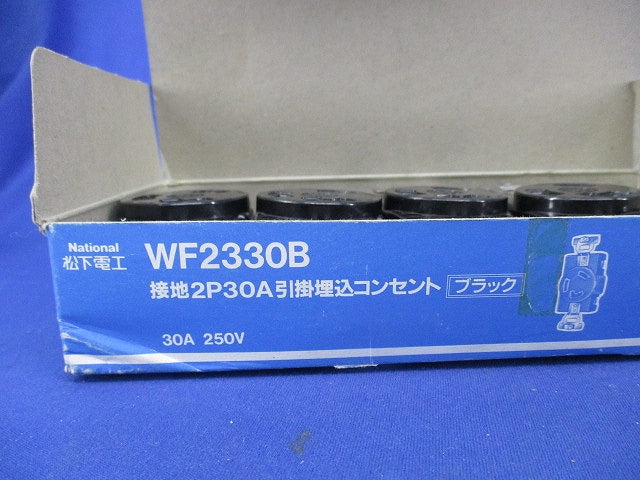 National
松下電工
WF2330B
接地2P30A引掛埋込コンセント ブラック
30A 250V